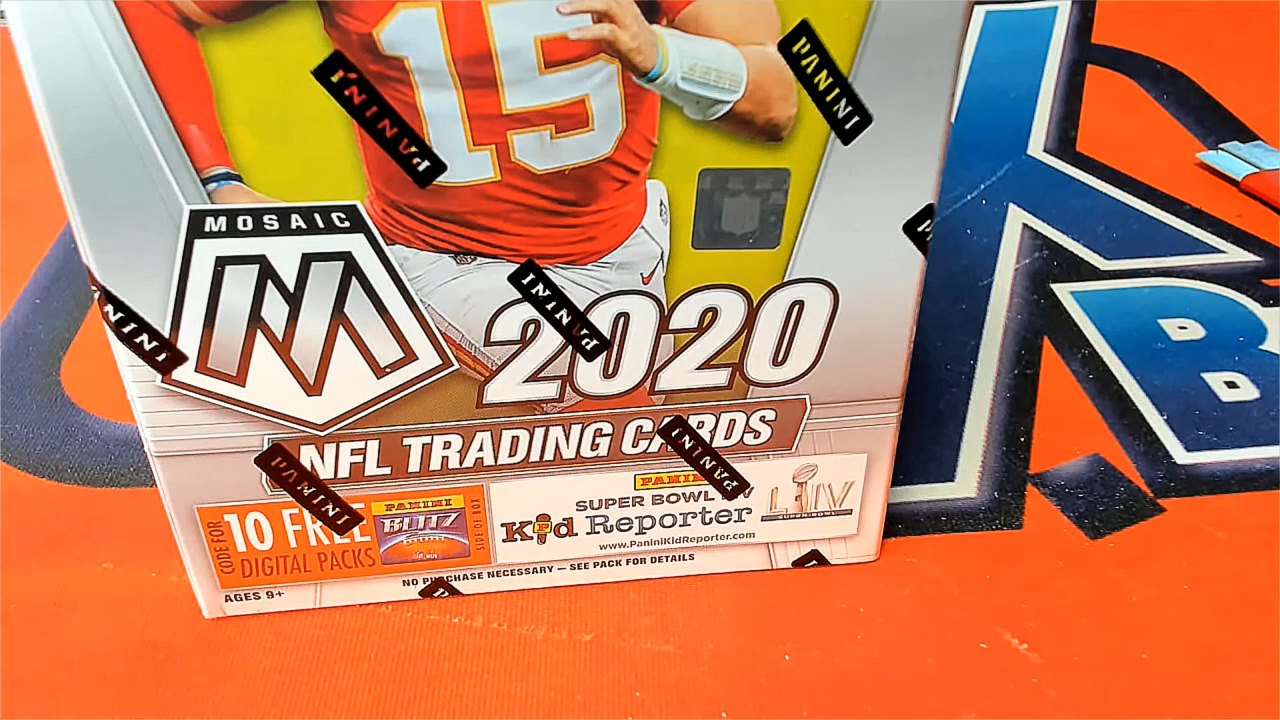 15
PANINI
PANINI
MOSAIC
M
PANINI
2020
NINI
NFL TRADING CARDS
PANINI
PANINI
CODE FOR
10 FREE
DIGITAL PACKS
PANINI
BLITZ
SIDE OF BOX
PANINI
SUPER BOWL LIV
Kid Reporter
www.PaniniKidReporter.com
LIV
SUPER BOWL
NO PURCHASE NECESSARY – SEE PACK FOR DETAILS
AGES 9+
K
B